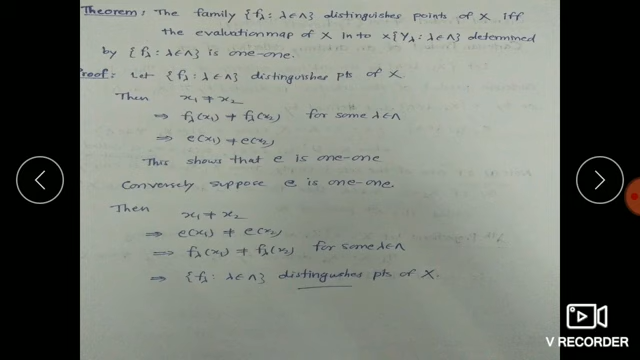 Theorem: The family {fλ: λ∈Λ} distinguishes points of X iff
the evaluation map of X in to x{Yλ: λ∈Λ} determined
by {fλ: λ∈Λ} is one-one.
Proof: Let {fλ: λ∈Λ} distinguishes pts of X
Then x₁ ≠ x₂
⇒ fλ(x₁) ≠ fλ(x₂) for some λ∈Λ
⇒ e(x₁) ≠ e(x₂)
This shows that e is one-one
Conversely suppose e is one-one.
Then x₁ ≠ x₂
⇒ e(x₁) ≠ e(x₂)
⇒ fλ(x₁) ≠ fλ(x₂) for some λ∈Λ
⇒ {fλ: λ∈Λ} distinguishes pts of X.
V RECORDER